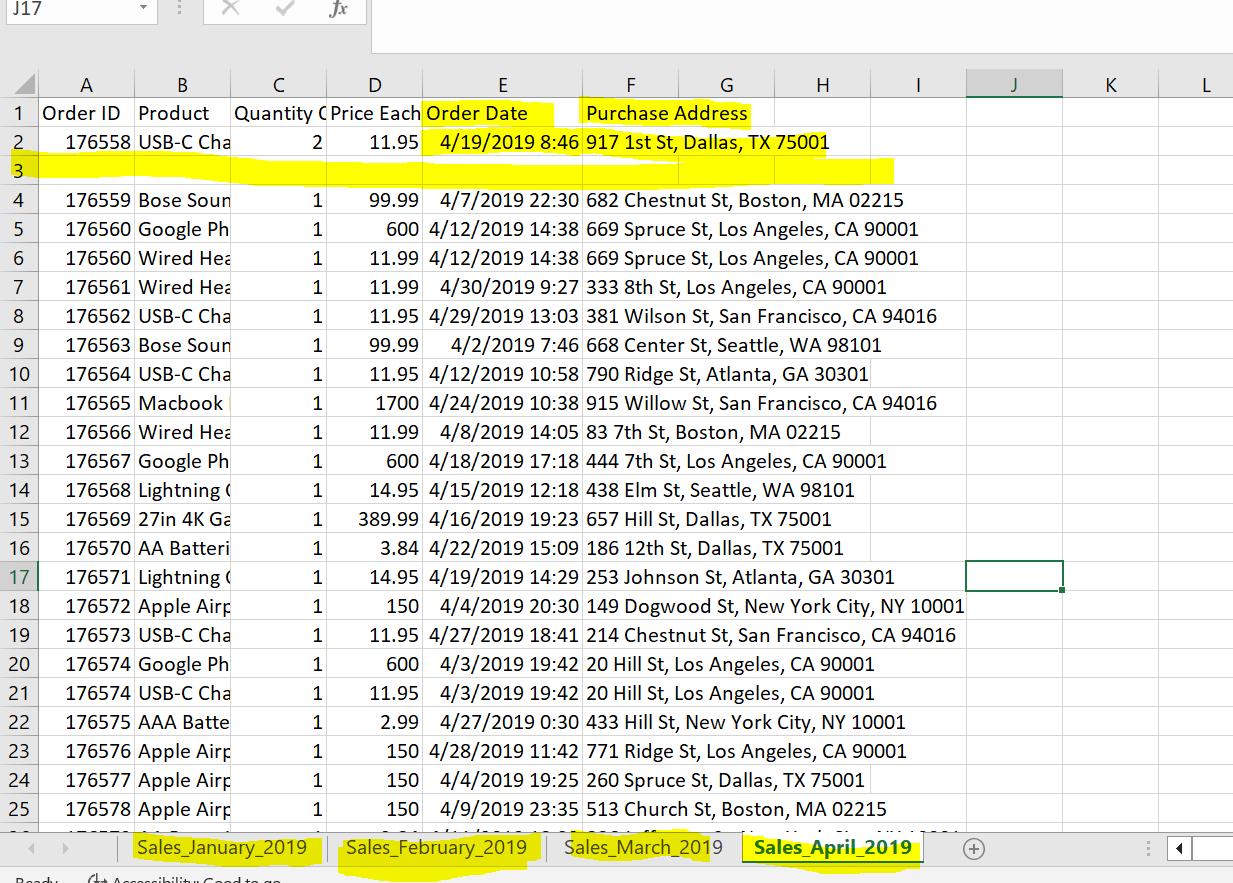 J17 fx
A B C D E F G H I J K L
1 Order ID Product Quantity O Price Each Order Date Purchase Address
2 176558 USB-C Cha 2 11.95 4/19/2019 8:46 917 1st St, Dallas, TX 75001
3
4 176559 Bose Soun 1 99.99 4/7/2019 22:30 682 Chestnut St, Boston, MA 02215
5 176560 Google Ph 1 600 4/12/2019 14:38 669 Spruce St, Los Angeles, CA 90001
6 176560 Wired Hea 1 11.99 4/12/2019 14:38 669 Spruce St, Los Angeles, CA 90001
7 176561 Wired Hea 1 11.99 4/30/2019 9:27 333 8th St, Los Angeles, CA 90001
8 176562 USB-C Cha 1 11.95 4/29/2019 13:03 381 Wilson St, San Francisco, CA 94016
9 176563 Bose Soun 1 99.99 4/2/2019 7:46 668 Center St, Seattle, WA 98101
10 176564 USB-C Cha 1 11.95 4/12/2019 10:58 790 Ridge St, Atlanta, GA 30301
11 176565 Macbook 1 1700 4/24/2019 10:38 915 Willow St, San Francisco, CA 94016
12 176566 Wired Hea 1 11.99 4/8/2019 14:05 83 7th St, Boston, MA 02215
13 176567 Google Ph 1 600 4/18/2019 17:18 444 7th St, Los Angeles, CA 90001
14 176568 Lightning C 1 14.95 4/15/2019 12:18 438 Elm St, Seattle, WA 98101
15 176569 27in 4K Ga 1 389.99 4/16/2019 19:23 657 Hill St, Dallas, TX 75001
16 176570 AA Batteri 1 3.84 4/22/2019 15:09 186 12th St, Dallas, TX 75001
17 176571 Lightning C 1 14.95 4/19/2019 14:29 253 Johnson St, Atlanta, GA 30301
18 176572 Apple Airp 1 150 4/4/2019 20:30 149 Dogwood St, New York City, NY 10001
19 176573 USB-C Cha 1 11.95 4/27/2019 18:41 214 Chestnut St, San Francisco, CA 94016
20 176574 Google Ph 1 600 4/3/2019 19:42 20 Hill St, Los Angeles, CA 90001
21 176574 USB-C Cha 1 11.95 4/3/2019 19:42 20 Hill St, Los Angeles, CA 90001
22 176575 AAA Batte 1 2.99 4/27/2019 0:30 433 Hill St, New York City, NY 10001
23 176576 Apple Airp 1 150 4/28/2019 11:42 771 Ridge St, Los Angeles, CA 90001
24 176577 Apple Airp 1 150 4/4/2019 19:25 260 Spruce St, Dallas, TX 75001
25 176578 Apple Airp 1 150 4/9/2019 23:35 513 Church St, Boston, MA 02215
Sales_January_2019 Sales_February_2019 Sales_March_2019 Sales_April_2019
Ready Accessibility: Good to go